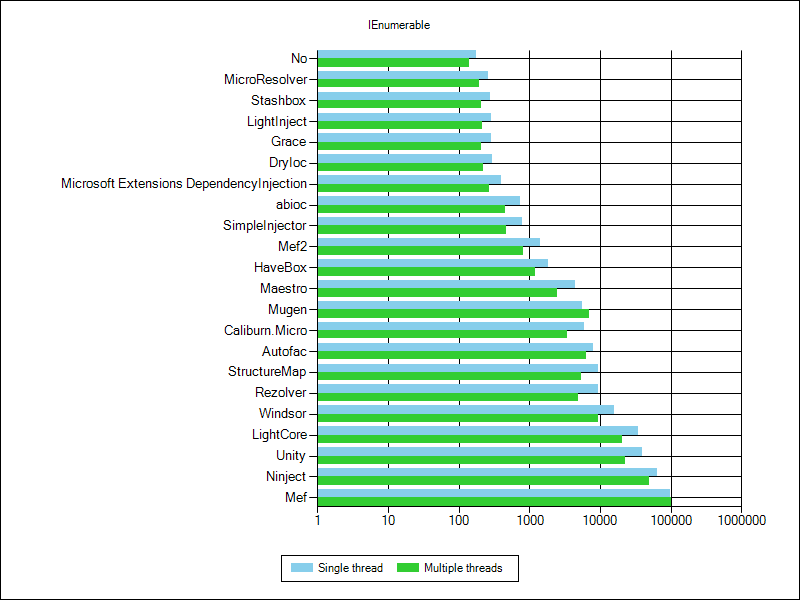 IEnumerable
No
MicroResolver
Stashbox
LightInject
Grace
DryIoc
Microsoft Extensions DependencyInjection
abioc
SimpleInjector
Mef2
HaveBox
Maestro
Mugen
Caliburn.Micro
Autofac
StructureMap
Rezolver
Windsor
LightCore
Unity
Ninject
Mef
1 10 100 1000 10000 100000 1000000
Single thread Multiple threads